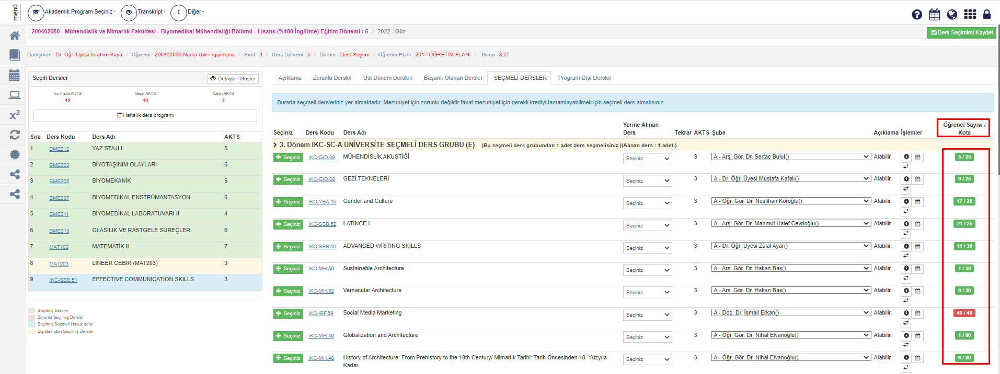 menü
Akademik Program Seçiniz -
Transkript -
Diğer -
200402080 - Mühendislik ve Mimarlık Fakültesi - Biyomedikal Mühendisliği Bölümü - Lisans (%100 İngilizce) Eğitim Dönemi : 5 / 2022 - Güz
Ders Seçimimi Kaydet
Danışman : Dr. Öğr. Üyesi İbrahim Kaya / Öğrenci : 200402080 Nadia Uwiringiyimana / Sınıf : 3 / Ders Dönemi : 5 / Durum : Ders Seçimi / Öğretim Planı : 2017 ÖĞRETİM PLANI / Gano : 3,27
Seçili Dersler
Detayları Göster
En Fazla AKTS Seçili AKTS Kalan AKTS
43 40 3
Haftalık ders programı
Sıra Ders Kodu Ders Adı AKTS
1 BME212 YAZ STAJI I 5
2 BME303 BİYOTAŞINIM OLAYLARI 6
3 BME305 BİYOMEKANİK 5
4 BME307 BİYOMEDİKAL ENSTRÜMANTASYON 6
5 BME311 BİYOMEDİKAL LABORATUVARI II 4
6 BME313 OLASILIK VE RASTGELE SÜREÇLER 6
7 MAT102 MATEMATİK II 7
8 MAT203 LİNEER CEBİR (MAT203) 3
9 IKC-SBB.51 EFFECTIVE COMMUNICATION SKILLS 3
Seçilmiş Dersler
Zorunlu Seçilmiş Dersler
Seçilmiş Seçmeli Havuz dersi
Dış Birimden Seçilmiş Dersler
Açıklama Zorunlu Dersler Üst Dönem Dersleri Başarılı Olunan Dersler SEÇMELİ DERSLER Program Dışı Dersler
Burada seçmeli dersleriniz yer almaktadır. Mezuniyet için zorunlu değildir fakat mezuniyet için gerekli krediyi tamamlayabilmek için seçmeli ders almalısınız.
Seçiniz Ders Kodu Ders Adı Yerine Alınan Ders Tekrar AKTS Şube Açıklama İşlemler Öğrenci Sayısı / Kota
3. Dönem IKC-SC-A ÜNİVERSİTE SEÇMELİ DERS GRUBU (E) (Bu seçmeli ders grubundan 1 adet ders seçmelisiniz.)(Alınan ders : 1 adet.)
Seçiniz IKC-GID.09 MÜHENDİSLİK AKUSTİĞİ Seçiniz 3 A - Arş. Gör. Dr. Sertaç Bulut() Alabilir. 5 / 25
Seçiniz IKC-GID.08 GEZİ TEKNELERİ Seçiniz 3 A - Dr. Öğr. Üyesi Mustafa Kafalı() Alabilir. 9 / 25
Seçiniz IKC-YBA.15 Gender and Culture Seçiniz 3 A - Öğr. Gör. Dr. Neslihan Köroğlu() Alabilir. 17 / 25
Seçiniz IKC-SBB.52 LATİNCE I Seçiniz 3 A - Arş. Gör. Dr. Mahmut Halef Cevrioğlu() Alabilir. 21 / 25
Seçiniz IKC-SBB.50 ADVANCED WRITING SKILLS Seçiniz 3 A - Dr. Öğr. Üyesi Zülal Ayar() Alabilir. 11 / 30
Seçiniz IKC-MH.50 Sustainable Architecture Seçiniz 3 A - Arş. Gör. Dr. Hakan Baş() Alabilir. 1 / 30
Seçiniz IKC-MH.52 Vernacular Architecture Seçiniz 3 A - Arş. Gör. Dr. Hakan Baş() Alabilir. 0 / 30
Seçiniz IKC-IBF.69 Social Media Marketing Seçiniz 3 A - Doç. Dr. İsmail Erkan() Alabilir. 40 / 40
Seçiniz IKC-MH.49 Globalization and Architecture Seçiniz 3 A - Öğr. Gör. Dr. Nihal Elvanoğlu() Alabilir. 1 / 80
Seçiniz IKC-MH.48 History of Architecture: From Prehistory to the 18th Century/ Mimarlık Tarihi: Tarih Öncesinden 18. Yüzyıla Kadar Seçiniz 3 A - Öğr. Gör. Dr. Nihal Elvanoğlu() Alabilir. 6 / 80